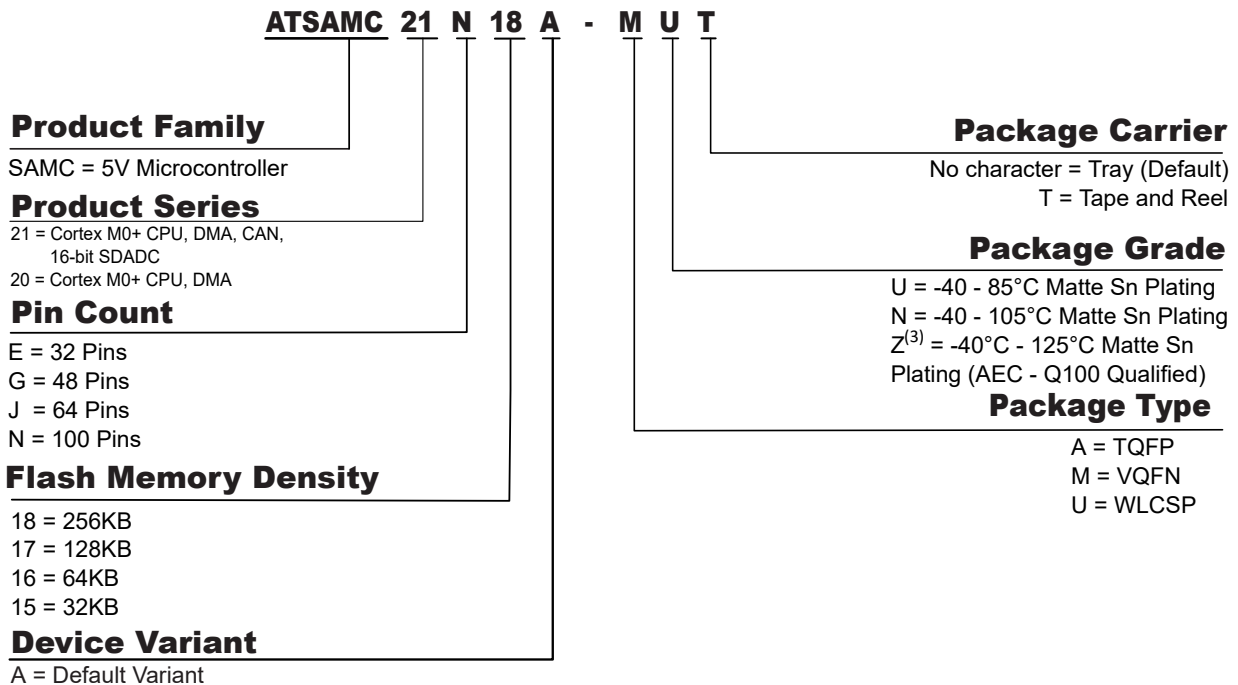 ATSAMC 21 N 18 A - M U T
Product Family
SAMC = 5V Microcontroller
Product Series
21 = Cortex M0+ CPU, DMA, CAN,
16-bit SDADC
20 = Cortex M0+ CPU, DMA
Pin Count
E = 32 Pins
G = 48 Pins
J = 64 Pins
N = 100 Pins
Flash Memory Density
18 = 256KB
17 = 128KB
16 = 64KB
15 = 32KB
Device Variant
A = Default Variant
Package Carrier
No character = Tray (Default)
T = Tape and Reel
Package Grade
U = -40 - 85°C Matte Sn Plating
N = -40 - 105°C Matte Sn Plating
Z(3) = -40°C - 125°C Matte Sn
Plating (AEC - Q100 Qualified)
Package Type
A = TQFP
M = VQFN
U = WLCSP